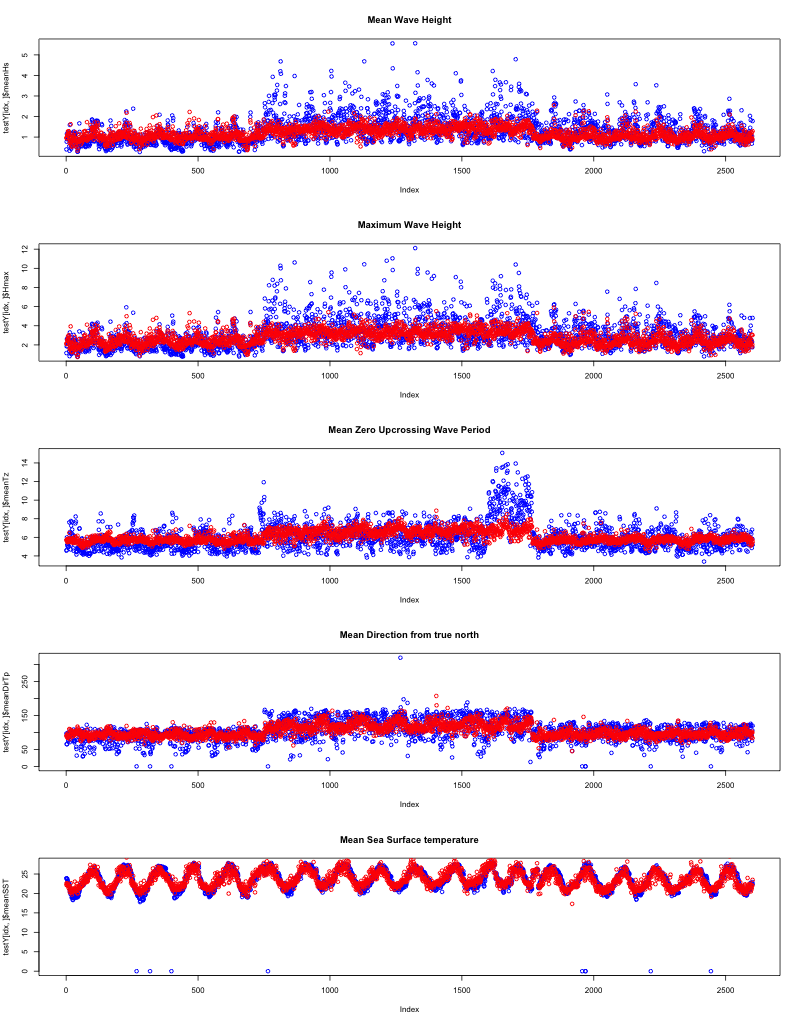 Mean Wave Height
testY[idx, ]$meanHs
5
4
3
2
1
0 500 1000 1500 2000 2500
Index
Maximum Wave Height
testY[idx, ]$Hmax
12
10
8
6
4
2
0 500 1000 1500 2000 2500
Index
Mean Zero Upcrossing Wave Period
testY[idx, ]$meanTz
14
12
10
8
6
4
0 500 1000 1500 2000 2500
Index
Mean Direction from true north
testY[idx, ]$meanDirTp
250
150
50
0
0 500 1000 1500 2000 2500
Index
Mean Sea Surface temperature
testY[idx, ]$meanSST
25
20
15
10
5
0
0 500 1000 1500 2000 2500
Index